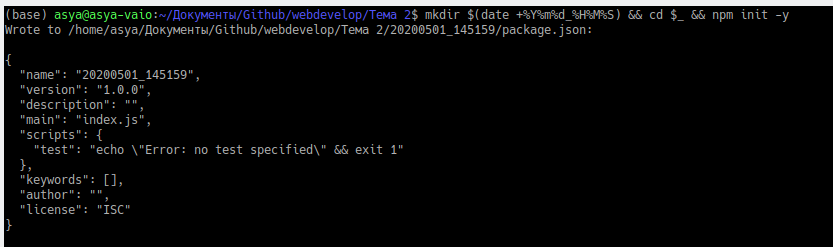 (base) asya@asya-vaio:~/Документы/Github/webdevelop/Тема 2$ mkdir $(date +%Y%m%d_%H%M%S) && cd $_ && npm init -y
Wrote to /home/asya/Документы/Github/webdevelop/Тема 2/20200501_145159/package.json:

{
  "name": "20200501_145159",
  "version": "1.0.0",
  "description": "",
  "main": "index.js",
  "scripts": {
    "test": "echo \"Error: no test specified\" && exit 1"
  },
  "keywords": [],
  "author": "",
  "license": "ISC"
}